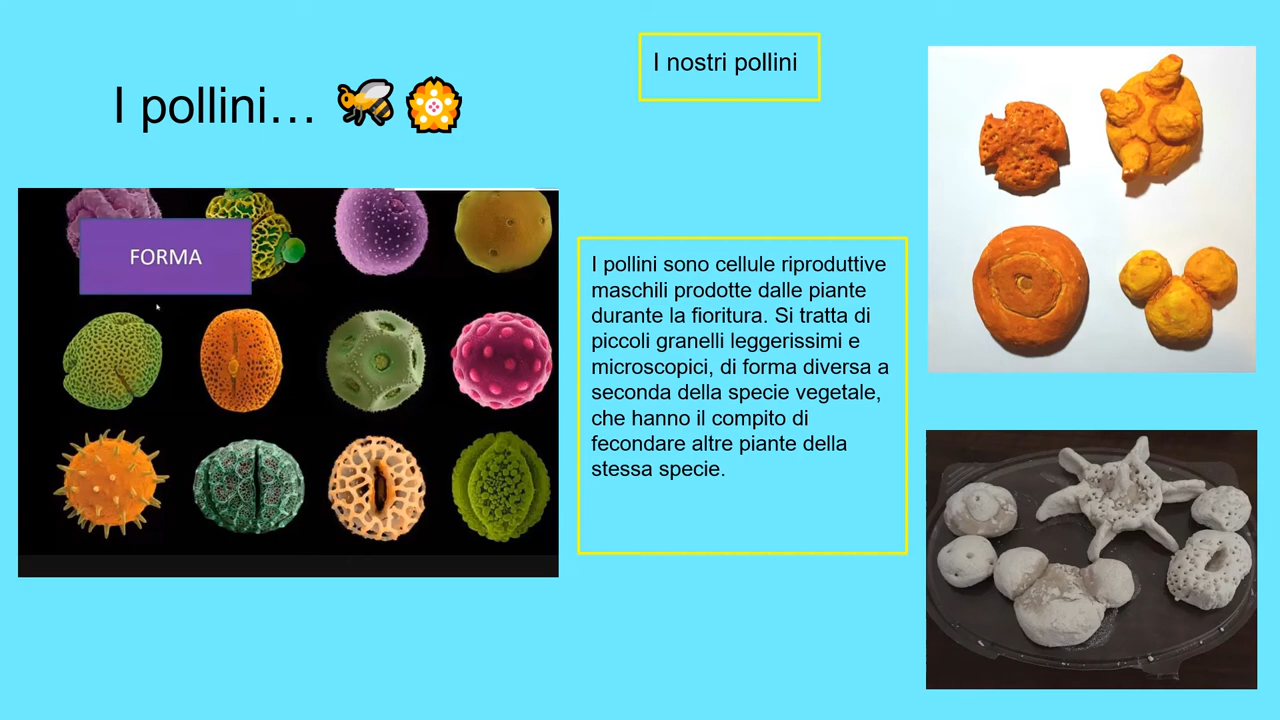 I pollini...
FORMA
I nostri pollini
I pollini sono cellule riproduttive
maschili prodotte dalle piante
durante la fioritura. Si tratta di
piccoli granelli leggerissimi e
microscopici, di forma diversa a
seconda della specie vegetale,
che hanno il compito di
fecondare altre piante della
stessa specie.